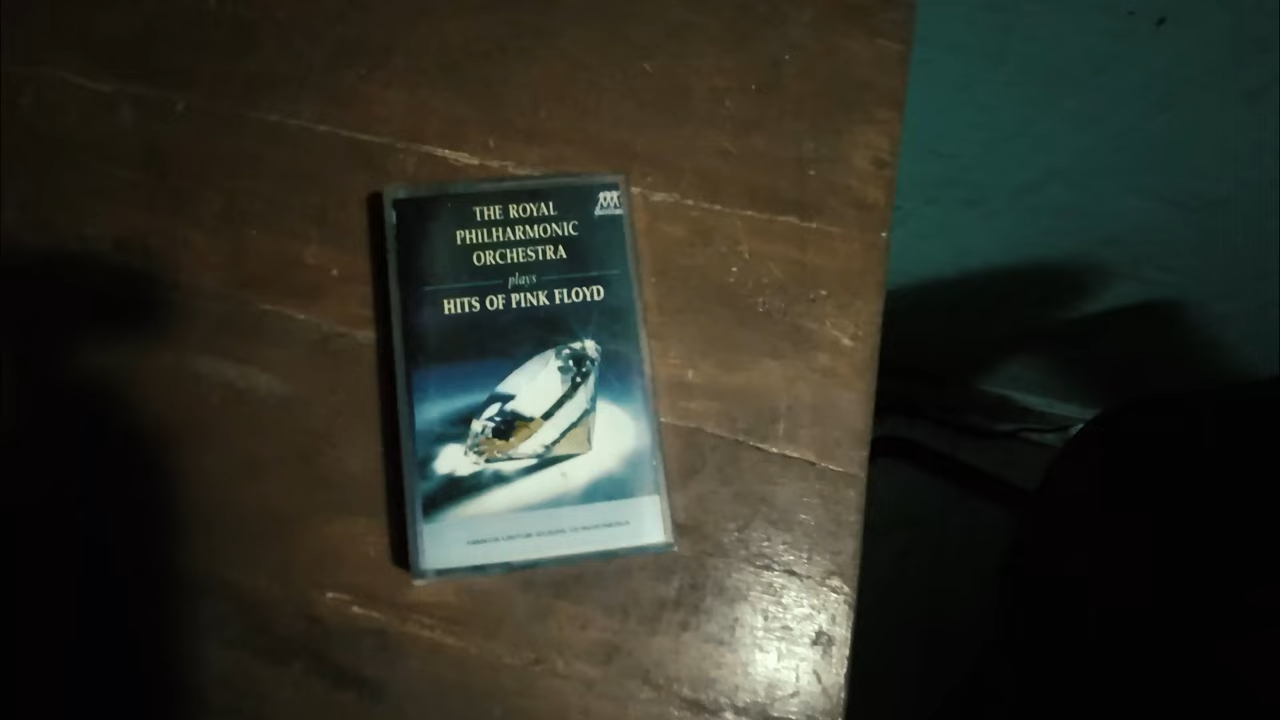 THE ROYAL
PHILHARMONIC
ORCHESTRA
plays
HITS OF PINK FLOYD